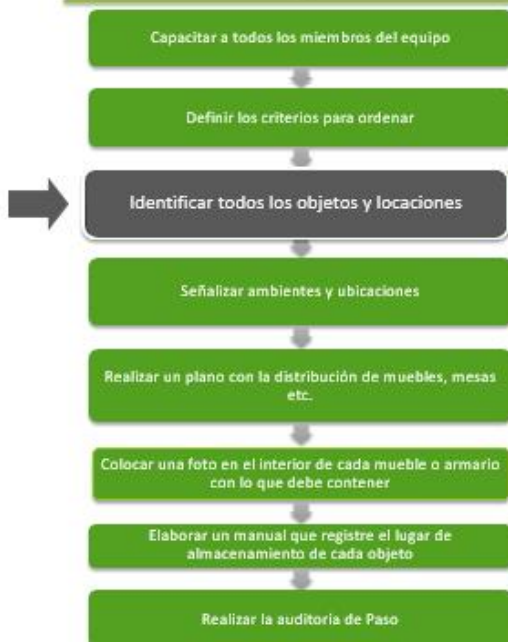 Capacitar a todos los miembros del equipo
Definir los criterios para ordenar
Identificar todos los objetos y locaciones
Señalizar ambientes y ubicaciones
Realizar un plano con la distribución de muebles, mesas
etc.
Colocar una foto en el interior de cada mueble o armario
con lo que debe contener
Elaborar un manual que registre el lugar de
almacenamiento de cada objeto
Realizar la auditoria de Paso